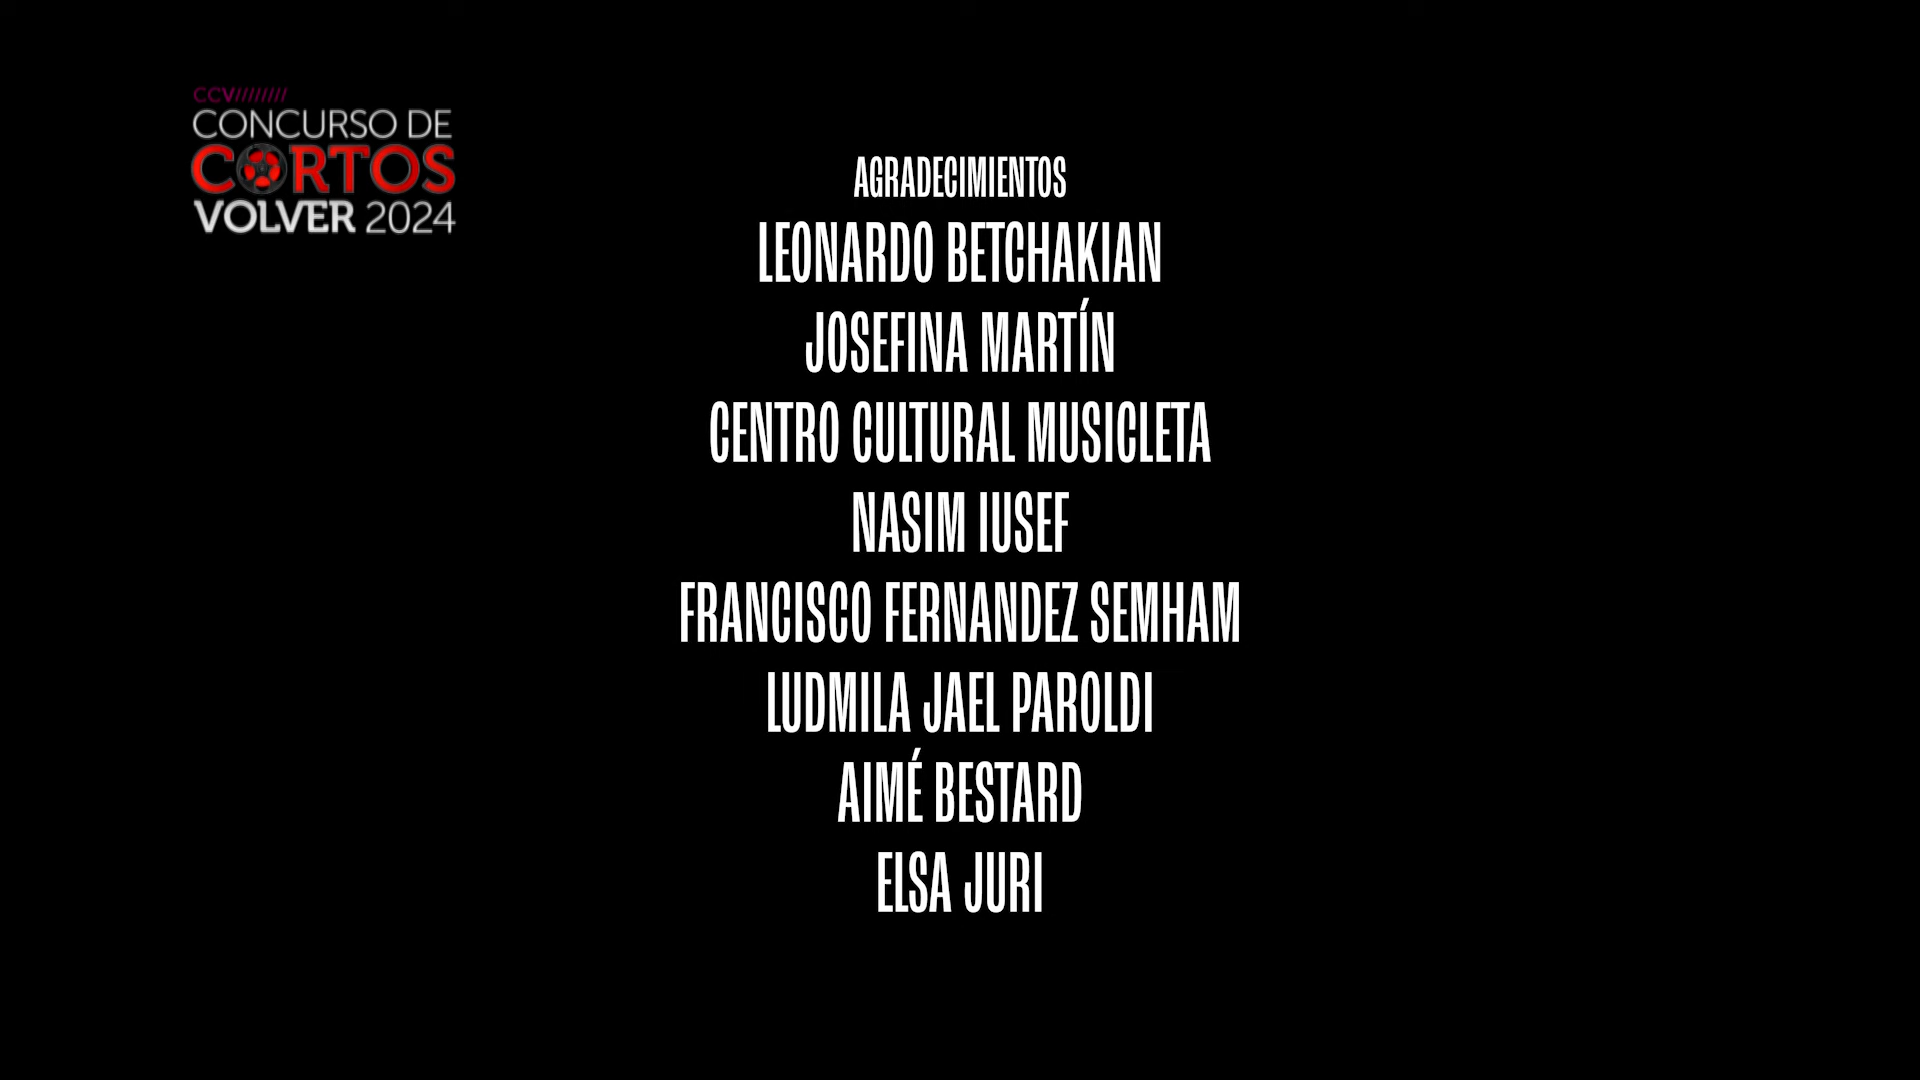 CCV////////
CONCURSO DE
CORTOS
VOLVER 2024
AGRADECIMIENTOS
LEONARDO BETCHAKIAN
JOSEFINA MARTÍN
CENTRO CULTURAL MUSICLETA
NASIM IUSEF
FRANCISCO FERNANDEZ SEMHAM
LUDMILA JAEL PAROLDI
AIMÉ BESTARD
ELSA JURI